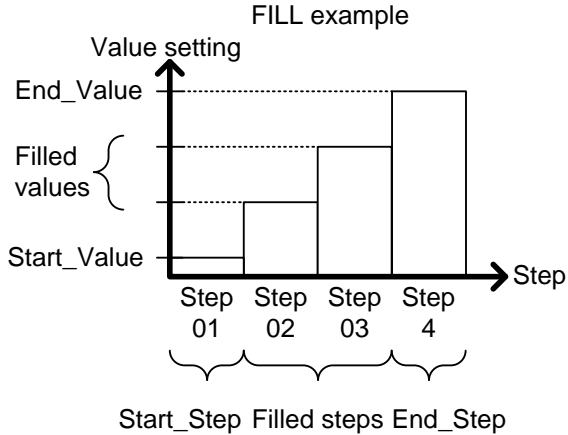 FILL example
Value setting
End_Value
Filled
values
Start_Value
Step
Step
01
Step
02
Step
03
Step
4
Start_Step
Filled steps
End_Step